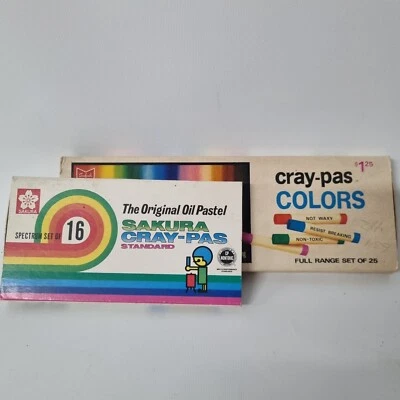 $1.25
cray-pas
COLORS
NOT WAXY
RESIST BREAKING
NON-TOXIC
FULL RANGE SET OF 25
SAKURA
SPECTRUM SET OF 16
The Original Oil Pastel
SAKURA
CRAY-PAS
STANDARD
NONTOXIC